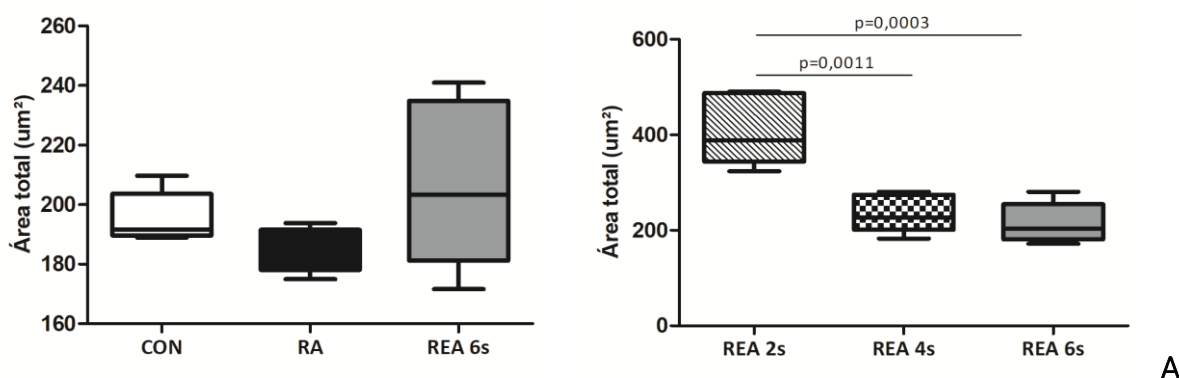 260
240
220
200
180
160
Área total (um²)
CON
RA
REA 6s
p=0,0003
p=0,0011
600
400
200
0
Área total (um²)
REA 2s
REA 4s
REA 6s
A